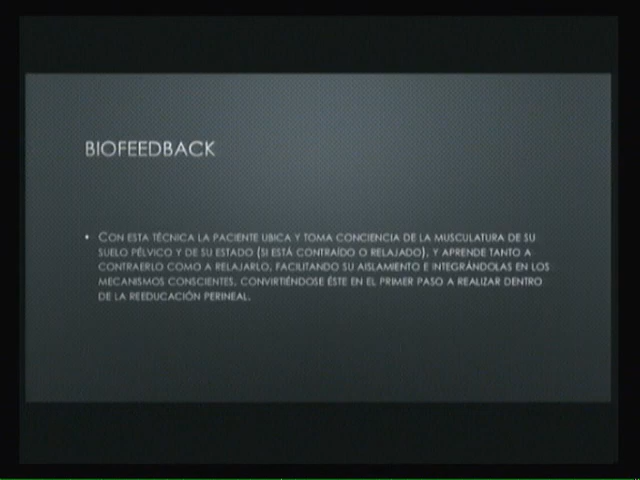 BIOFEEDBACK
• CON ESTA TÉCNICA LA PACIENTE UBICA Y TOMA CONCIENCIA DE LA MUSCULATURA DE SU
SUELO PÉLVICO Y DE SU ESTADO (SI ESTÁ CONTRAÍDO O RELAJADO), Y APRENDE TANTO A
CONTRAERLO COMO A RELAJARLO, FACILITANDO SU AISLAMIENTO E INTEGRÁNDOLAS EN LOS
MECANISMOS CONSCIENTES, CONVIRTIÉNDOSE ÉSTE EN EL PRIMER PASO A REALIZAR DENTRO
DE LA REEDUCACIÓN PERINEAL.